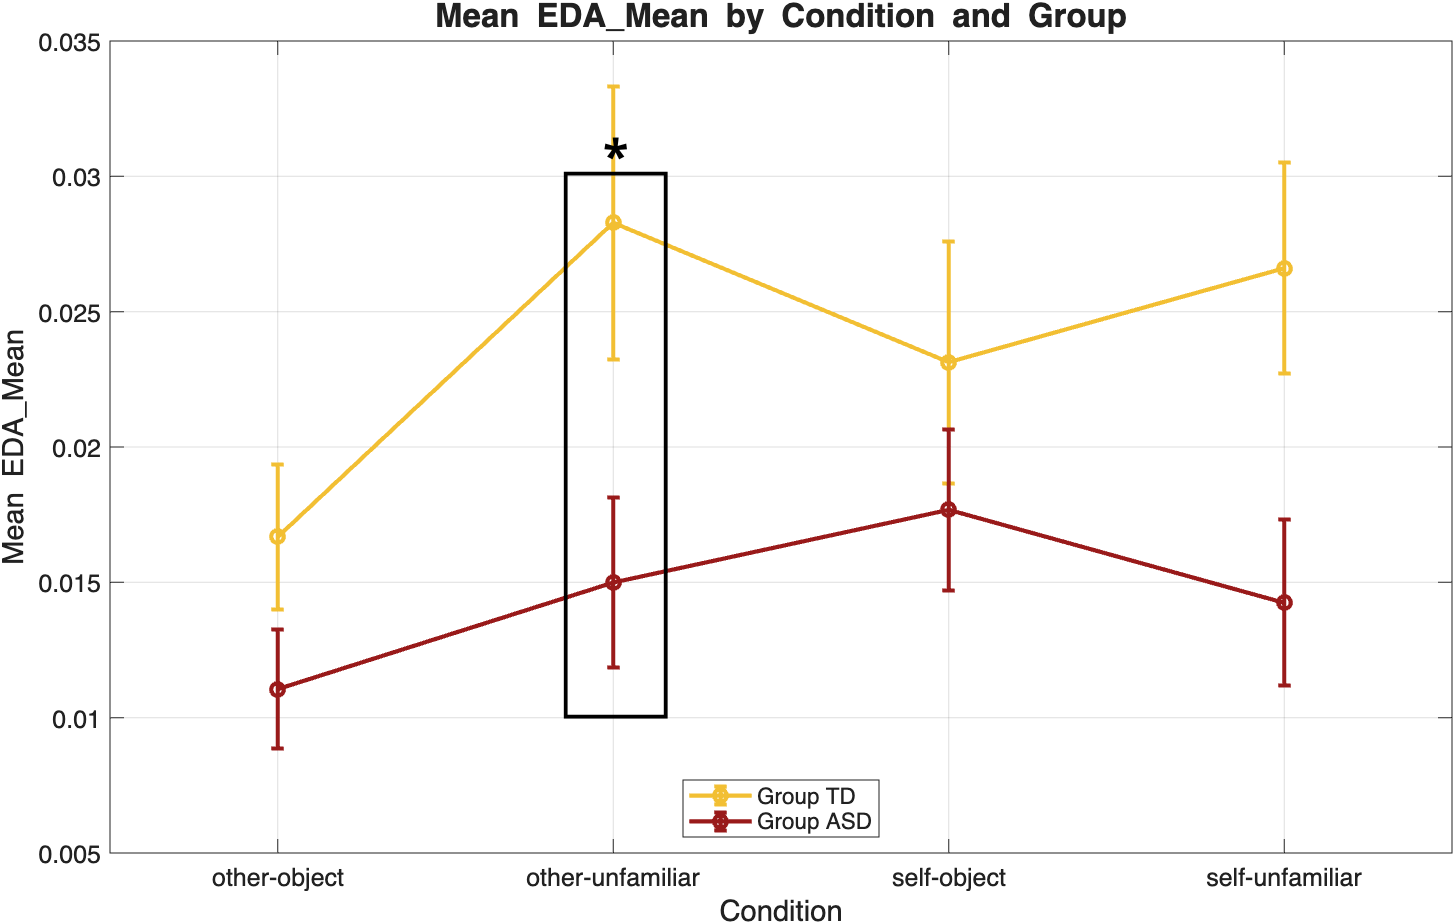 Mean EDA_Mean by Condition and Group
0.035
0.03
0.025
0.02
0.015
0.01
0.005
Mean EDA_Mean
*
Group TD
Group ASD
other-object other-unfamiliar self-object self-unfamiliar
Condition